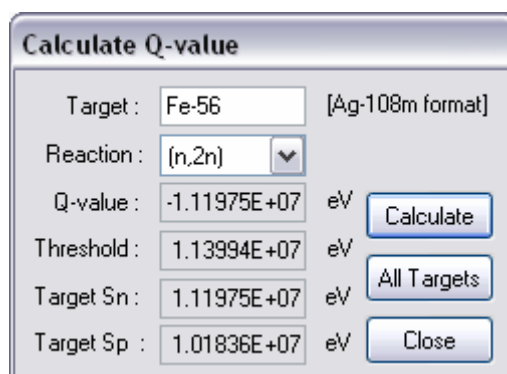 Calculate Q-value
Target : Fe-56 [Ag-108m format]
Reaction : (n,2n)
Q-value : -1.11975E+07 eV Calculate
Threshold : 1.13994E+07 eV
Target Sn : 1.11975E+07 eV All Targets
Target Sp : 1.01836E+07 eV Close